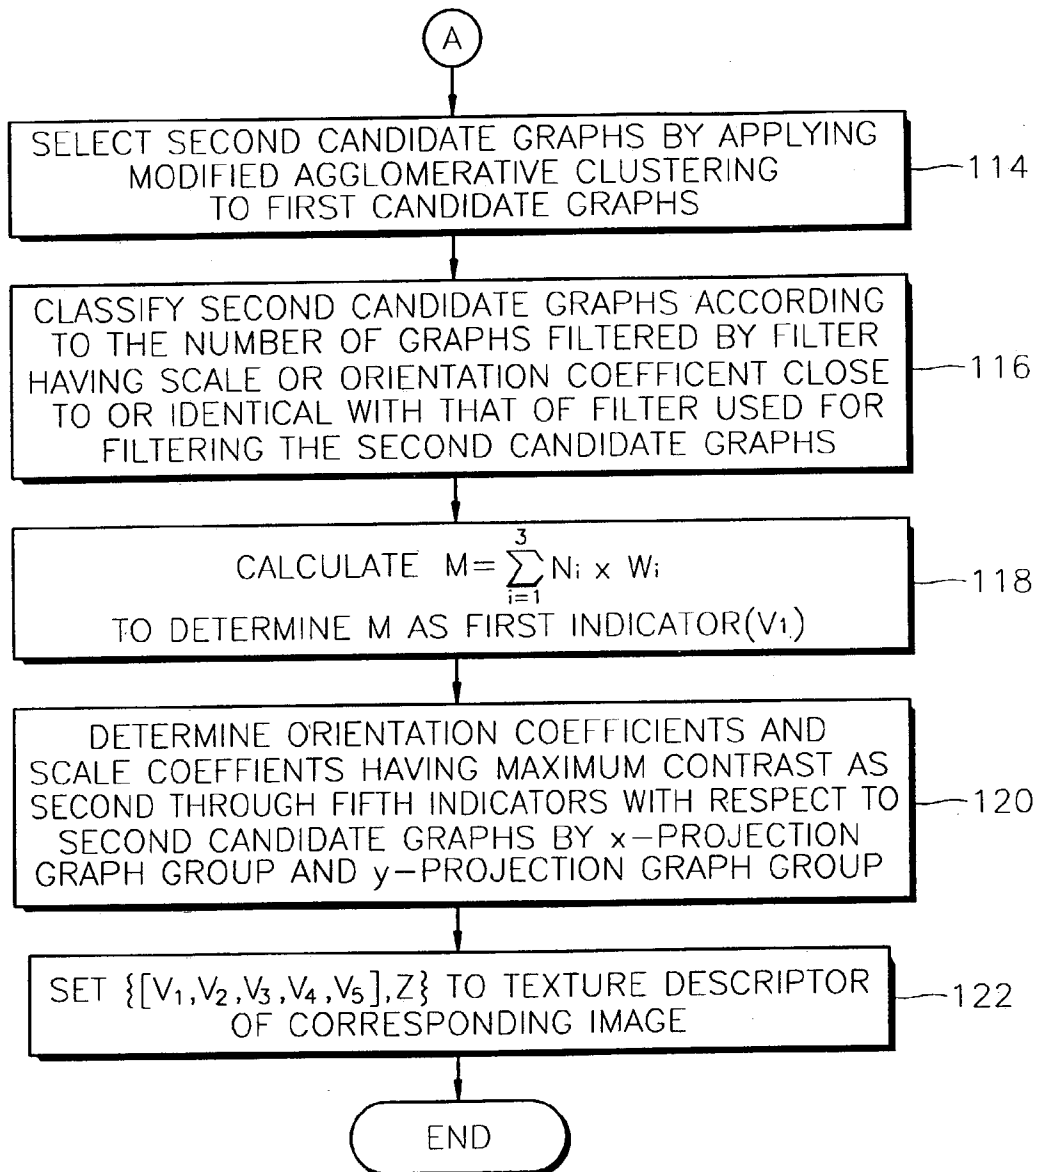 A
SELECT SECOND CANDIDATE GRAPHS BY APPLYING
MODIFIED AGGLOMERATIVE CLUSTERING
TO FIRST CANDIDATE GRAPHS
114
CLASSIFY SECOND CANDIDATE GRAPHS ACCORDING
TO THE NUMBER OF GRAPHS FILTERED BY FILTER
HAVING SCALE OR ORIENTATION COEFFICENT CLOSE
TO OR IDENTICAL WITH THAT OF FILTER USED FOR
FILTERING THE SECOND CANDIDATE GRAPHS
116
CALCULATE M=∑_{i=1}^{3} Ni x Wi
TO DETERMINE M AS FIRST INDICATOR(V1)
118
DETERMINE ORIENTATION COEFFICIENTS AND
SCALE COEFFIENTS HAVING MAXIMUM CONTRAST AS
SECOND THROUGH FIFTH INDICATORS WITH RESPECT TO
SECOND CANDIDATE GRAPHS BY x-PROJECTION
GRAPH GROUP AND y-PROJECTION GRAPH GROUP
120
SET {[V1,V2,V3,V4,V5],Z} TO TEXTURE DESCRIPTOR
OF CORRESPONDING IMAGE
122
END